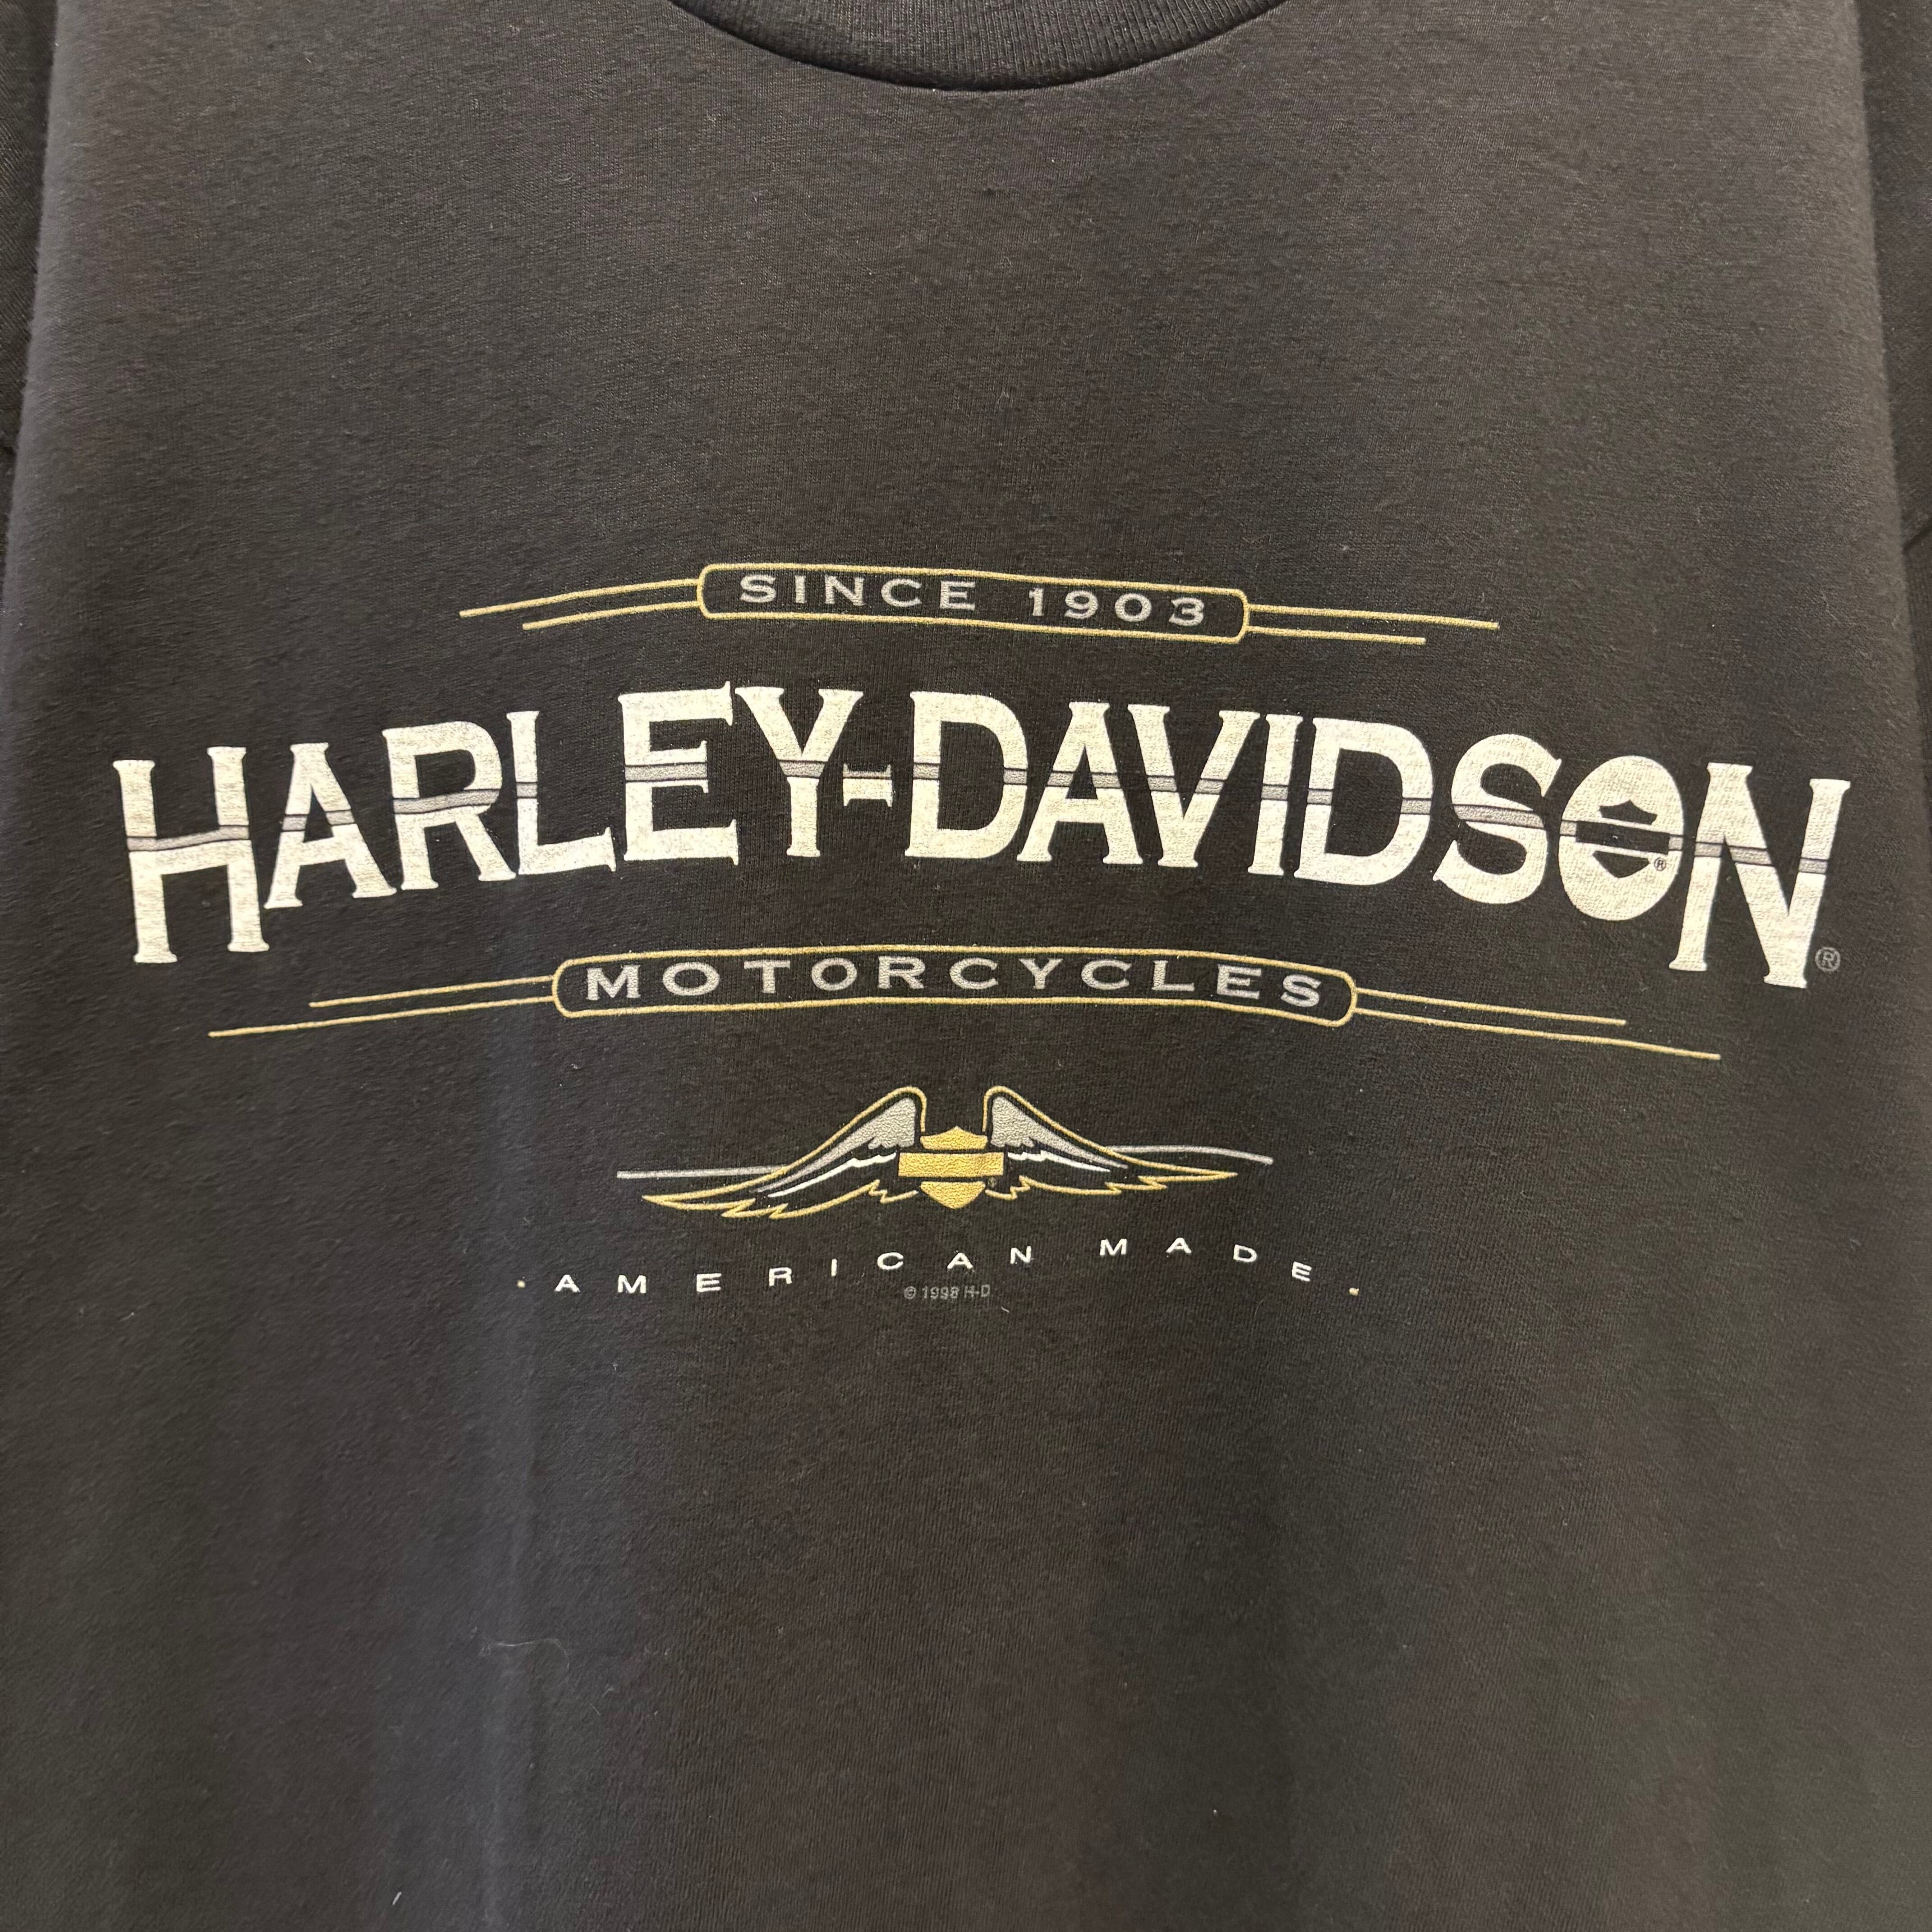 SINCE 1903
HARLEY-DAVIDSON®
MOTORCYCLES
· AMERICAN MADE ·
© 1998 H-D